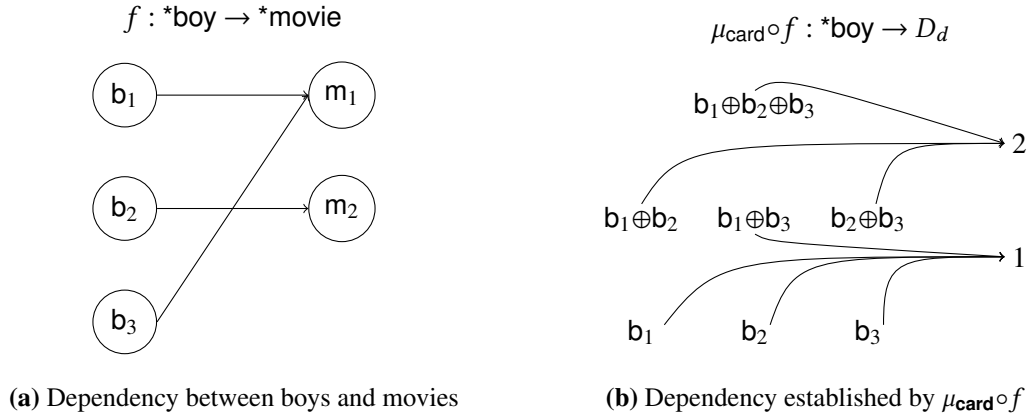 f : *boy → *movie
b₁
m₁
b₂
m₂
b₃
(a) Dependency between boys and movies
μcard∘f : *boy → D_d
b₁⊕b₂⊕b₃
2
b₁⊕b₂
b₁⊕b₃
b₂⊕b₃
1
b₁
b₂
b₃
(b) Dependency established by μcard∘f